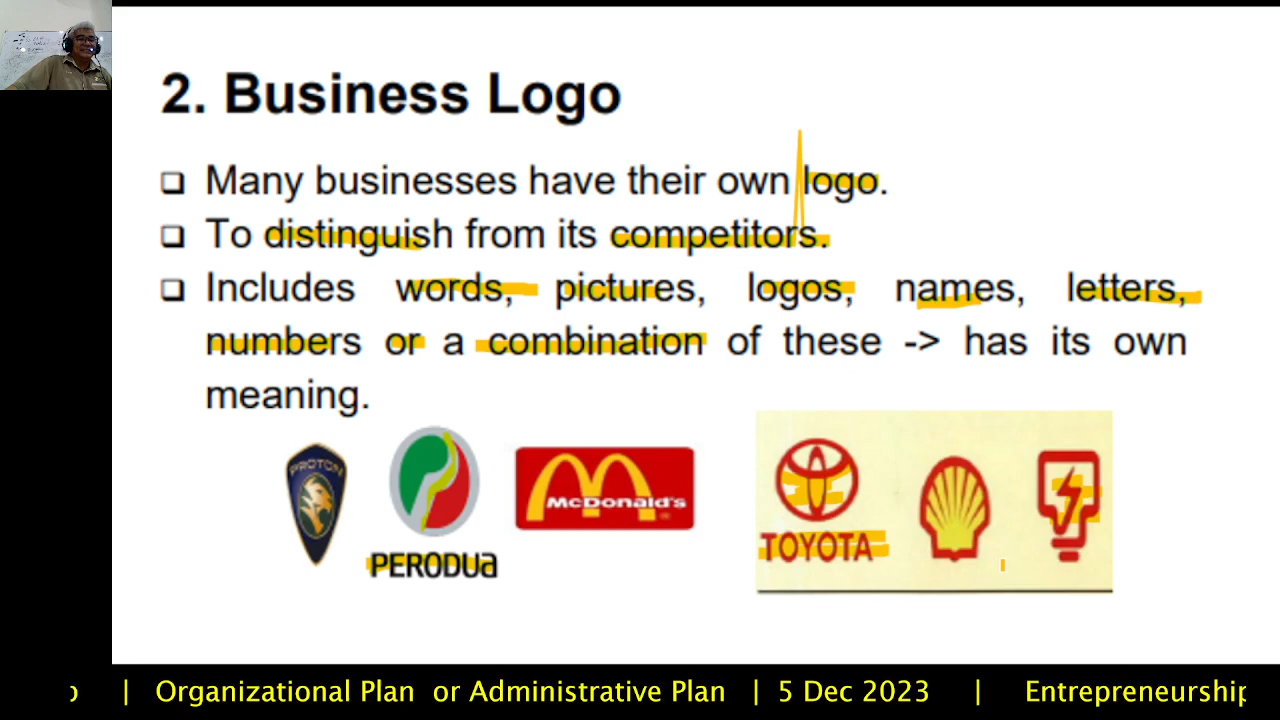 2. Business Logo
❑ Many businesses have their own logo.
❑ To distinguish from its competitors.
❑ Includes words, pictures, logos, names, letters,
numbers or a combination of these -> has its own
meaning.
PROTON
PERODUA
McDonald's
TOYOTA
| Organizational Plan or Administrative Plan | 5 Dec 2023 | Entrepreneurship